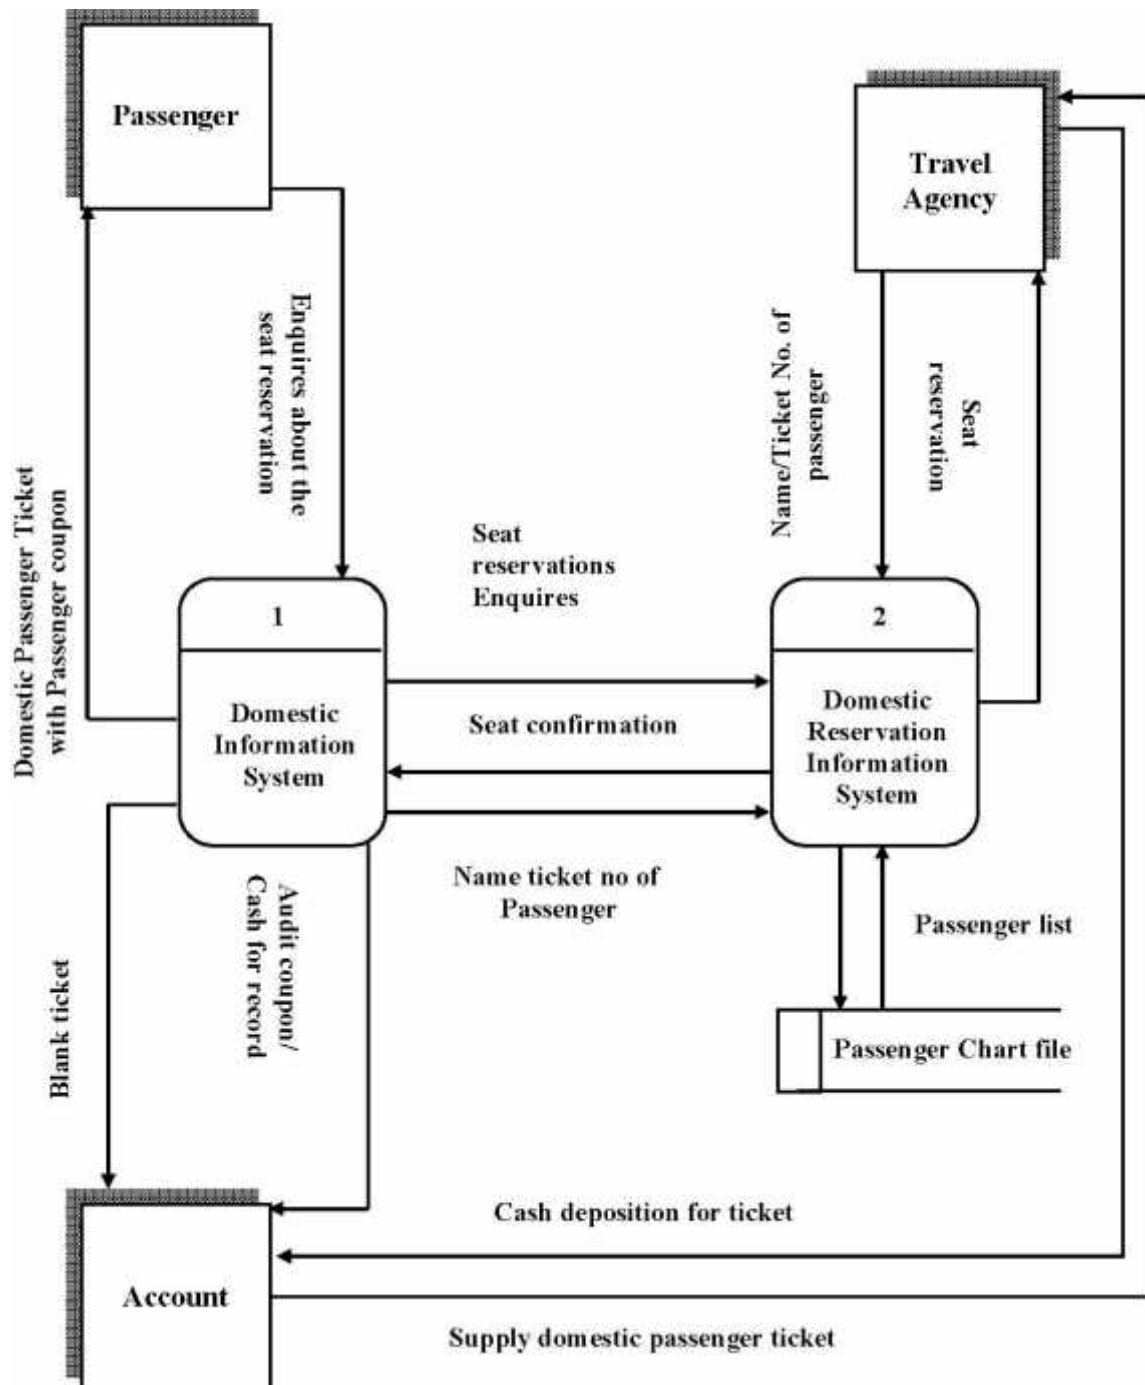 Passenger
Travel
Agency
Enquires about the
seat reservation
Name/Ticket No. of
passenger
Seat
reservation
Domestic Passenger Ticket
with Passenger coupon
Seat
reservations
Enquires
1
Domestic
Information
System
Seat confirmation
2
Domestic
Reservation
Information
System
Name ticket no of
Passenger
Audit coupon/
Cash for record
Blank ticket
Passenger list
Passenger Chart file
Cash deposition for ticket
Account
Supply domestic passenger ticket